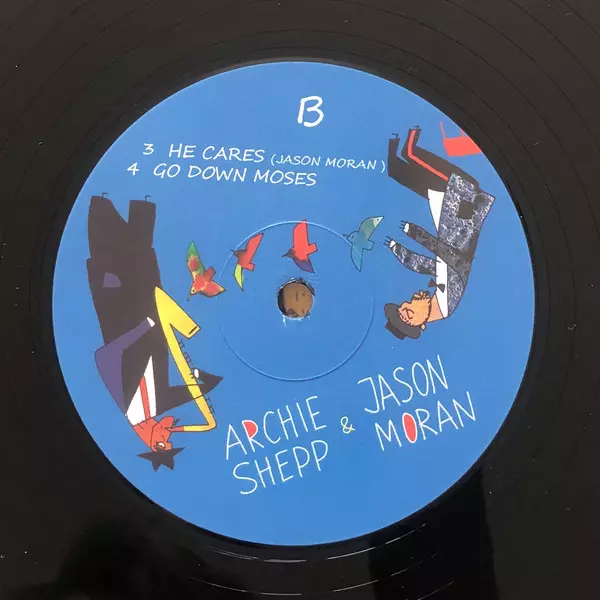 B
3 HE CARES (JASON MORAN)
4 GO DOWN MOSES
ARCHIE SHEPP & JASON MORAN